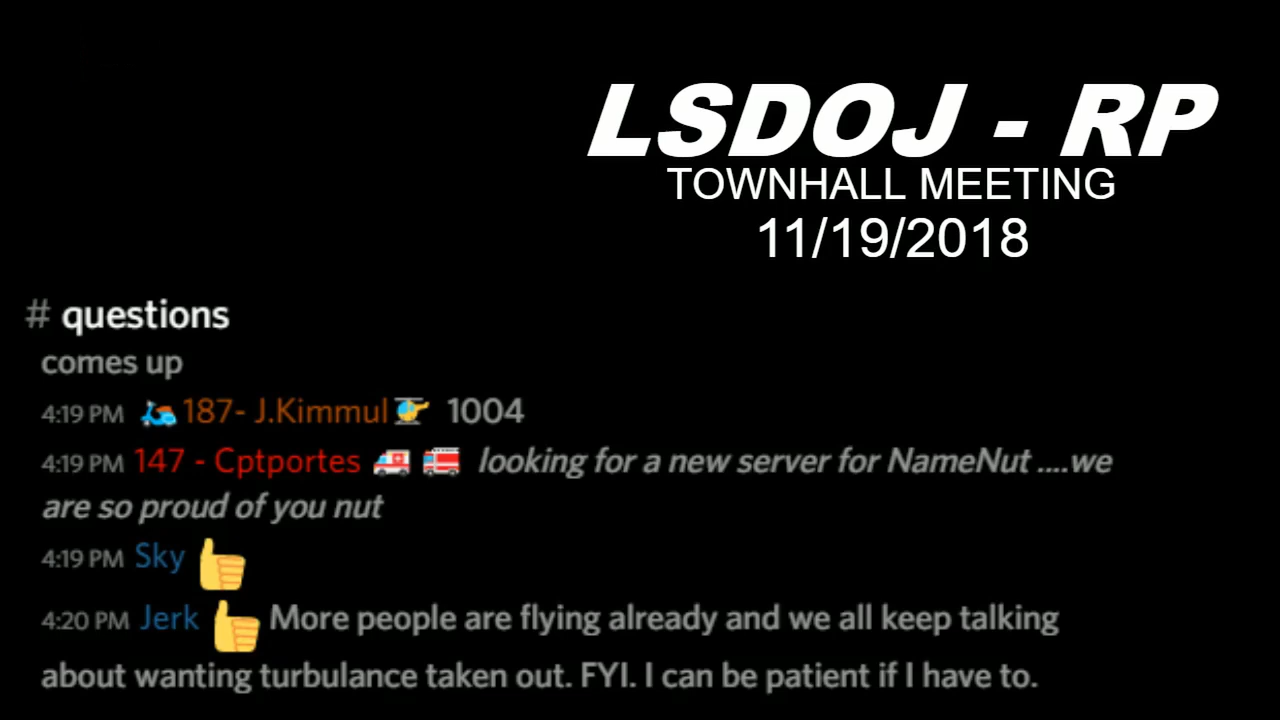 LSDOJ - RP
TOWNHALL MEETING
11/19/2018
# questions
comes up
4:19 PM 187- J.Kimmul 1004
4:19 PM 147 - Cptportes looking for a new server for NameNut ....we
are so proud of you nut
4:19 PM Sky
4:20 PM Jerk More people are flying already and we all keep talking
about wanting turbulance taken out. FYI. I can be patient if I have to.